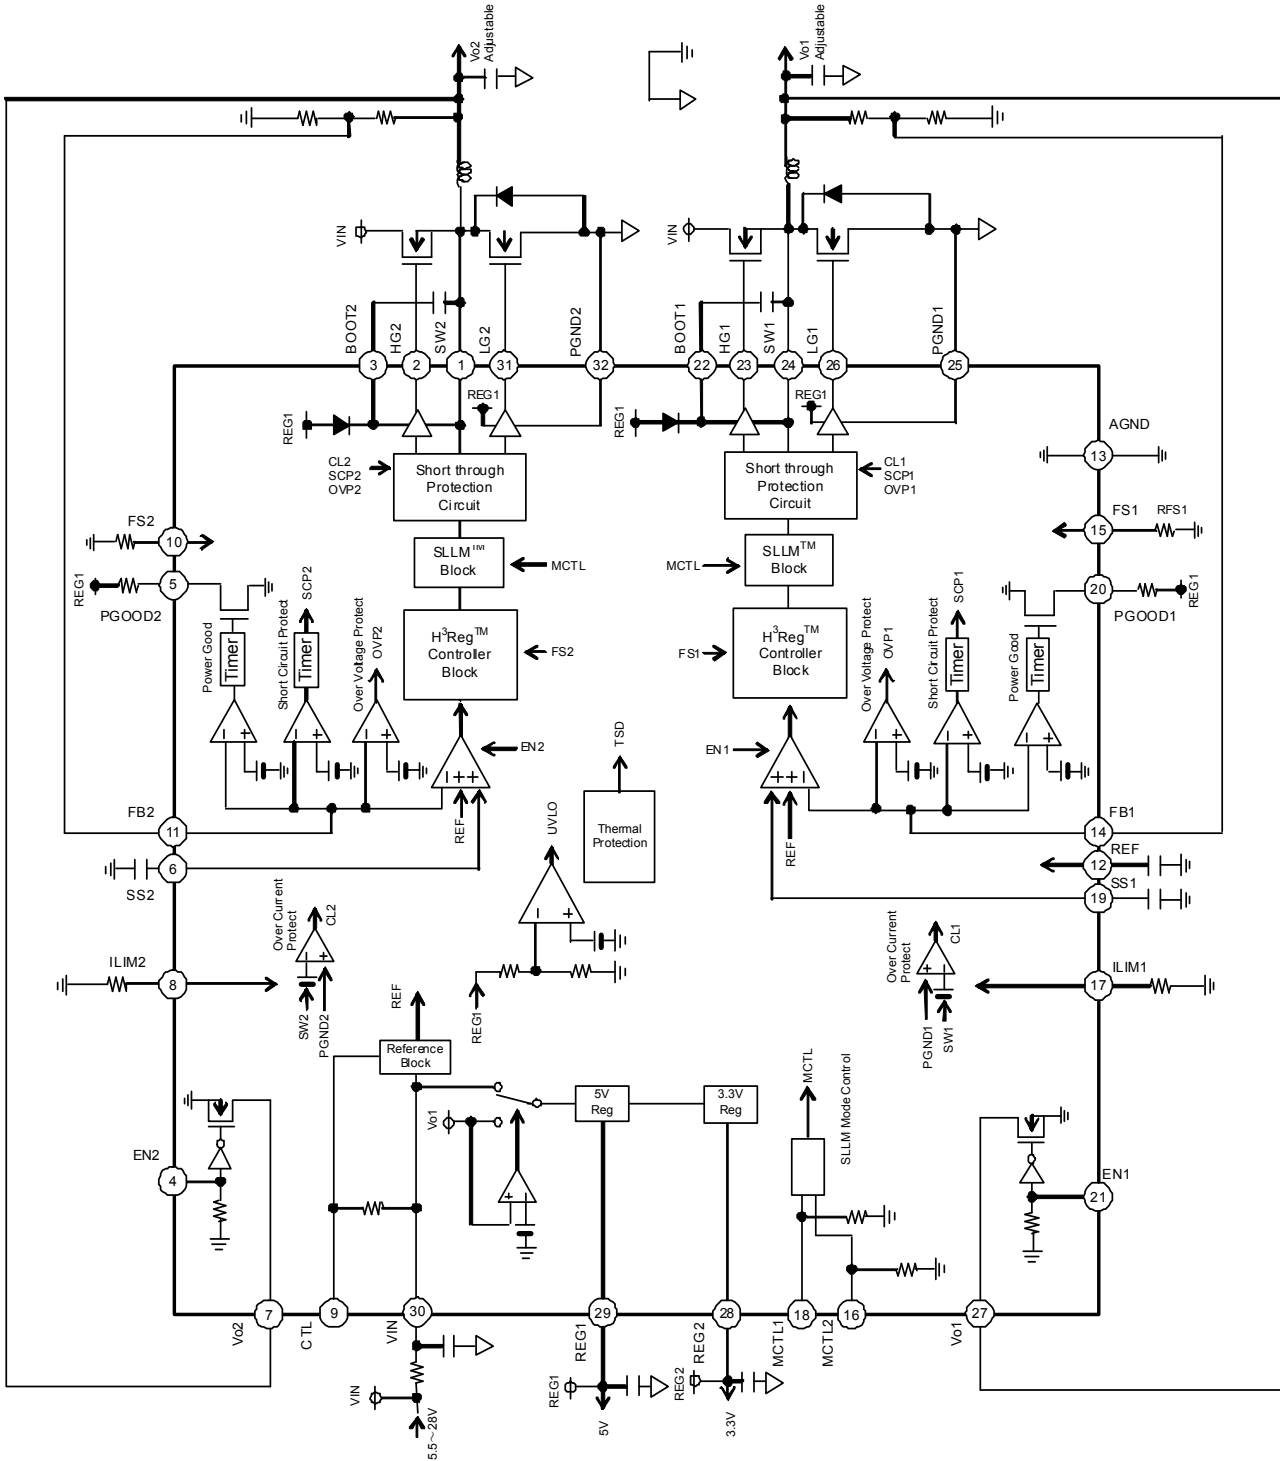 Vo2
Adjustable
Vo1
Adjustable
VIN
VIN
BOOT2
HG2
SW2
LG2
PGND2
BOOT1
HG1
SW1
LG1
PGND1
3
2
1
31
32
22
23
24
26
25
REG1
REG1
REG1
REG1
AGND
13
CL2
SCP2
OVP2
Short through
Protection
Circuit
Short through
Protection
Circuit
CL1
SCP1
OVP1
FS2
10
FS1
15
RFS1
SLLM™
Block
MCTL
MCTL
SLLM™
Block
REG1
5
PGOOD2
20
REG1
PGOOD1
Power Good
Timer
Short Circuit Protect
SCP2
Timer
Over Voltage Protect
OVP2
H³Reg™
Controller
Block
FS2
FS1
H³Reg™
Controller
Block
Over Voltage Protect
OVP1
Short Circuit Protect
SCP1
Timer
Power Good
Timer
EN2
TSD
EN1
REF
REF
FB2
11
FB1
14
UVLO
Thermal
Protection
6
SS2
REF
12
SS1
19
Over Current
Protect
CL2
Over Current
Protect
CL1
ILIM2
8
SW2
PGND2
ILIM1
17
PGND1
SW1
REG1
REF
Reference
Block
5V
Reg
3.3V
Reg
MCTL
SLLM Mode Control
Vo1
EN2
4
EN1
21
7
9
30
29
28
18
16
27
Vo2
CTL
VIN
REG1
REG2
MCTL1
MCTL2
Vo1
VIN
5.5～28V
REG1
5V
REG2
3.3V